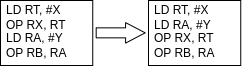 LD RT, #X
OP RX, RT
LD RA, #Y
OP RB, RA
LD RT, #X
LD RA, #Y
OP RX, RT
OP RB, RA